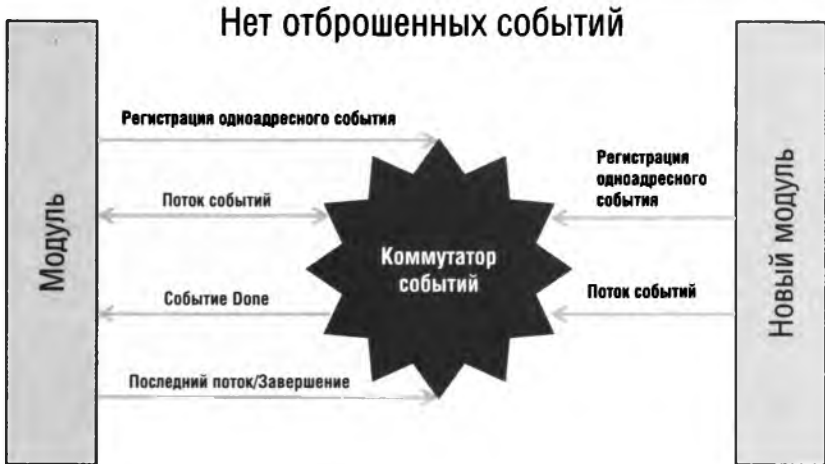 Нет отброшенных событий
Модуль
Регистрация одноадресного события
Поток событий
Событие Done
Последний поток/Завершение
Коммутатор
событий
Регистрация
одноадресного
события
Поток событий
Новый модуль